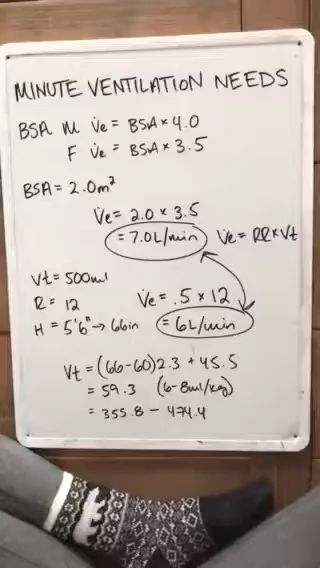 MINUTE VENTILATION NEEDS
BSA M V̇e = BSA × 4.0
F V̇e = BSA × 3.5
BSA = 2.0m²
V̇e = 2.0 × 3.5
= 7.0L/min V̇e = RR × Vt
Vt = 500ml
R = 12 V̇e = .5 × 12
H = 5'6" → 66in = 6L/min
Vt = (66-60)2.3 + 45.5
= 59.3 (6-8ml/kg)
= 355.8 - 474.4